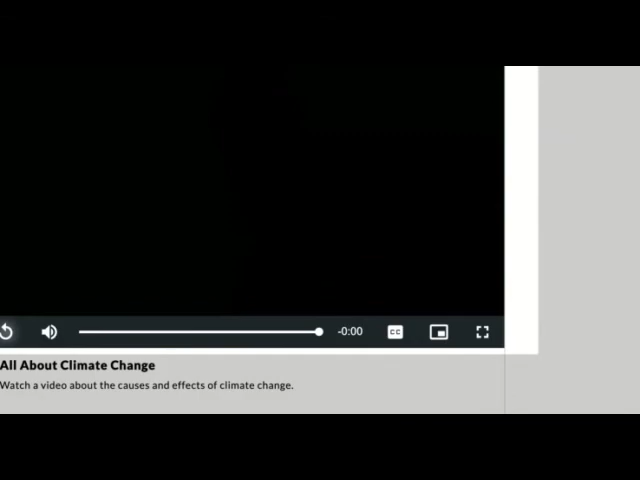 -0:00
CC
All About Climate Change
Watch a video about the causes and effects of climate change.